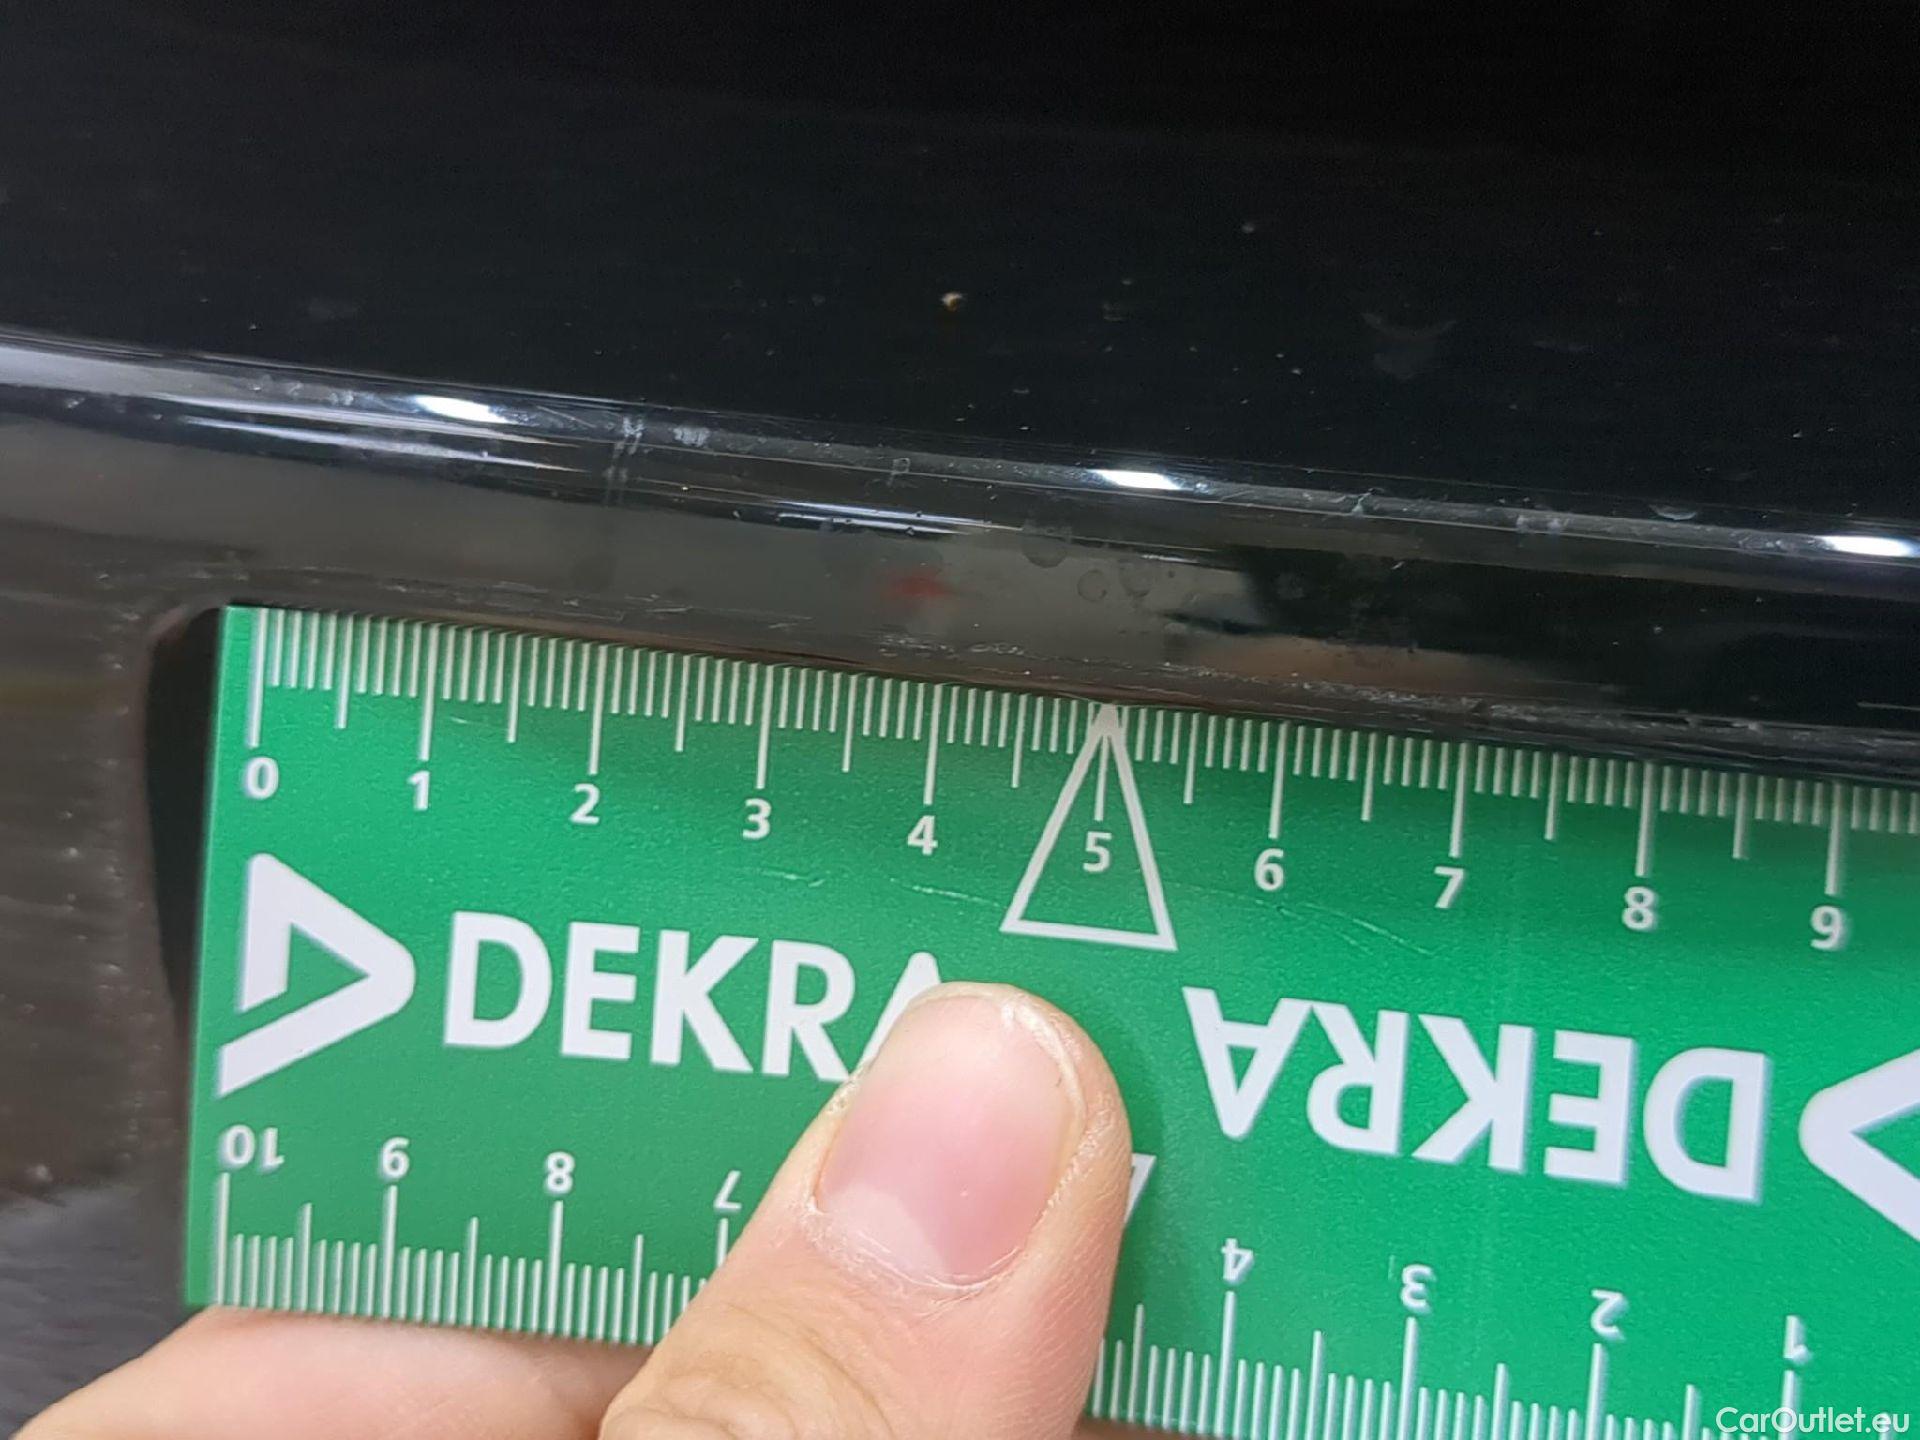 0 1 2 3 4 5 6 7 8 9
DEKRA DEKRA
10 9 8 7 4 3 2 1
CarOutlet.eu